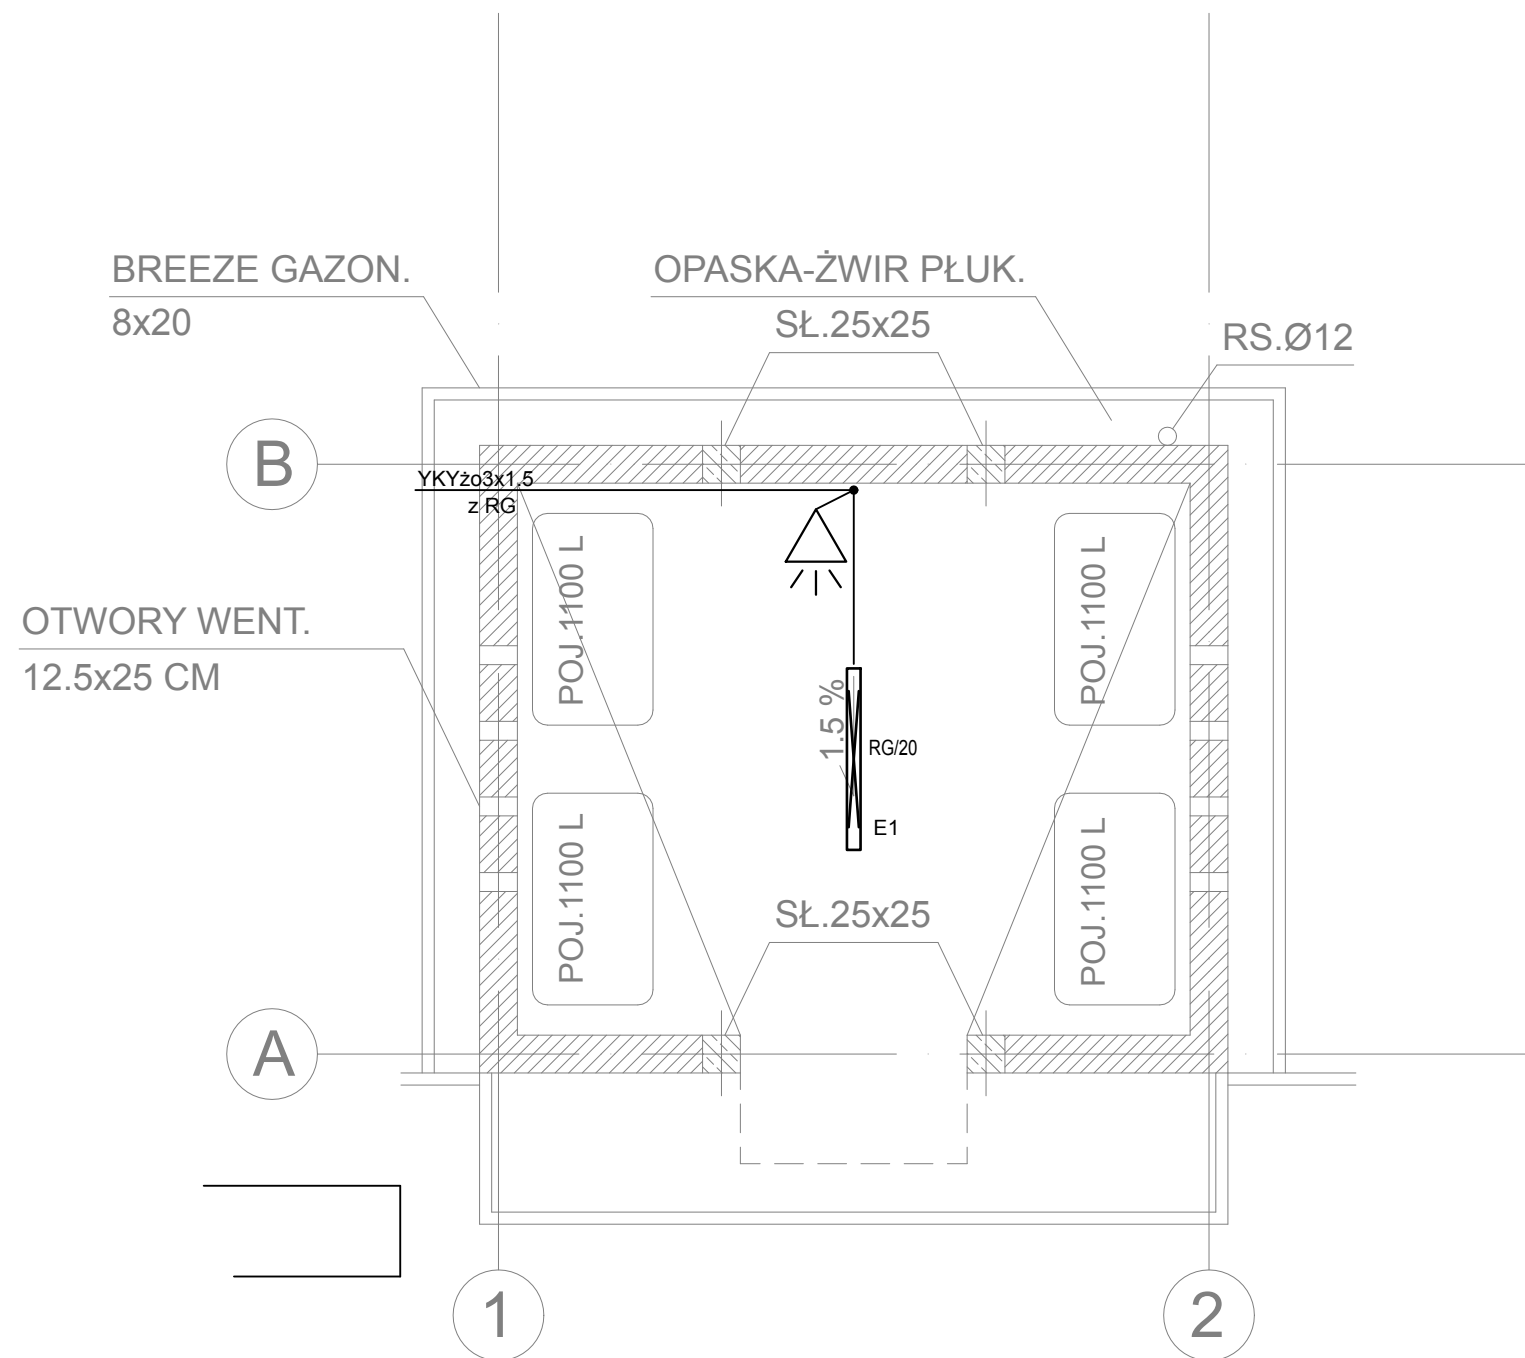 BREEZE GAZON.
8x20
OPASKA-ŻWIR PŁUK.
SŁ.25x25
RS.Ø12
B
YKYżo3x1.5
z RG
POJ.1100 L
POJ.1100 L
OTWORY WENT.
12.5x25 CM
1.5 %
RG/20
E1
POJ.1100 L
POJ.1100 L
SŁ.25x25
A
1
2